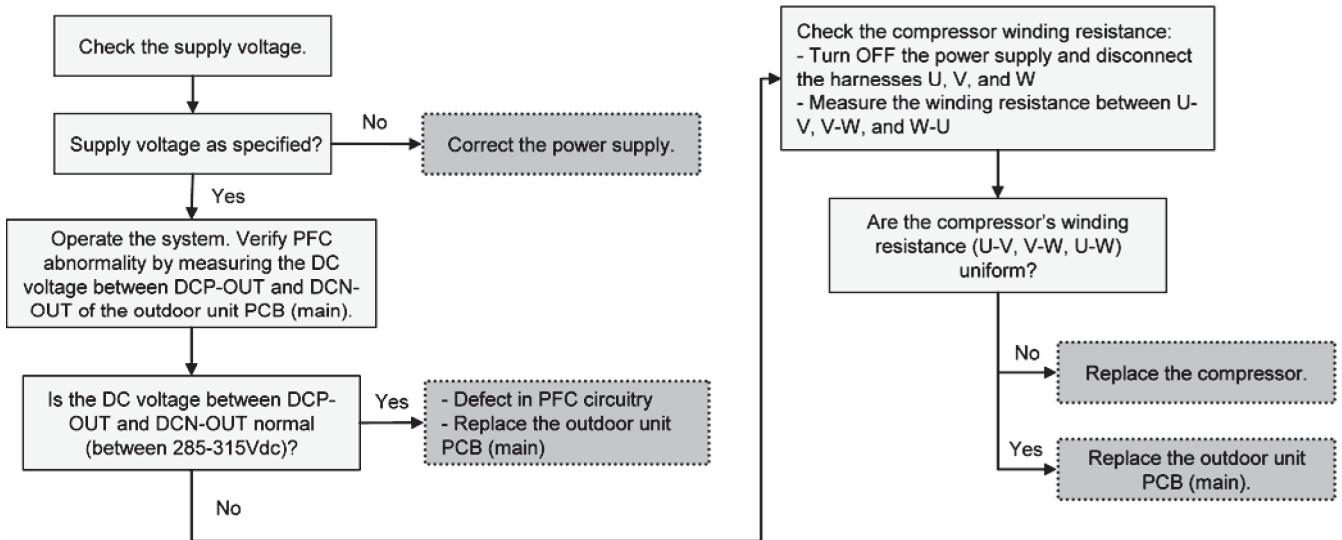 Check the supply voltage.
Supply voltage as specified?
No
Correct the power supply.
Yes
Operate the system. Verify PFC
abnormality by measuring the DC
voltage between DCP-OUT and DCN-
OUT of the outdoor unit PCB (main).
Is the DC voltage between DCP-
OUT and DCN-OUT normal
(between 285-315Vdc)?
Yes
- Defect in PFC circuitry
- Replace the outdoor unit
PCB (main)
No
Check the compressor winding resistance:
- Turn OFF the power supply and disconnect
the harnesses U, V, and W
- Measure the winding resistance between U-
V, V-W, and W-U
Are the compressor's winding
resistance (U-V, V-W, U-W)
uniform?
No
Replace the compressor.
Yes
Replace the outdoor unit
PCB (main).